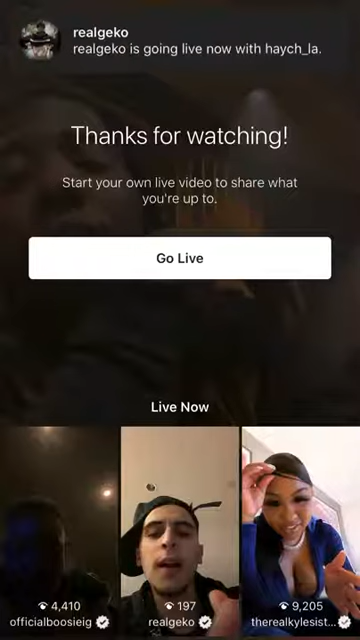 realgeko
realgeko is going live now with haych_la.
Thanks for watching!
Start your own live video to share what
you're up to.
Go Live
Live Now
4,410
officialboosieig
197
realgeko
9,205
therealkylesist...